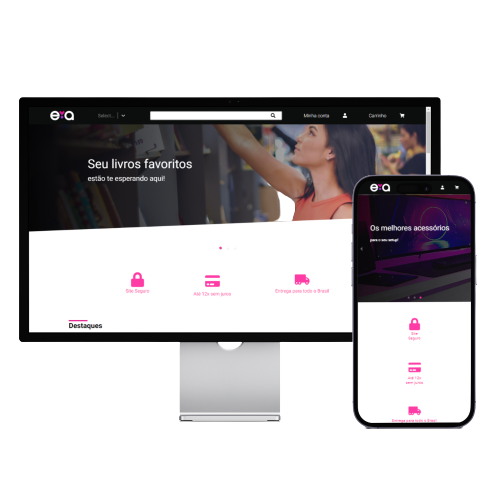 exa
Select...
Minha conta
Carrinho
Seu livros favoritos
estão te esperando aqui!
Site Seguro
Até 12x sem juros
Entrega para todo o Brasil
Destaques
exa
Os melhores acessórios
para o seu setup!
Site
Seguro
Até 12x
sem juros
Entrega para todo o Brasil